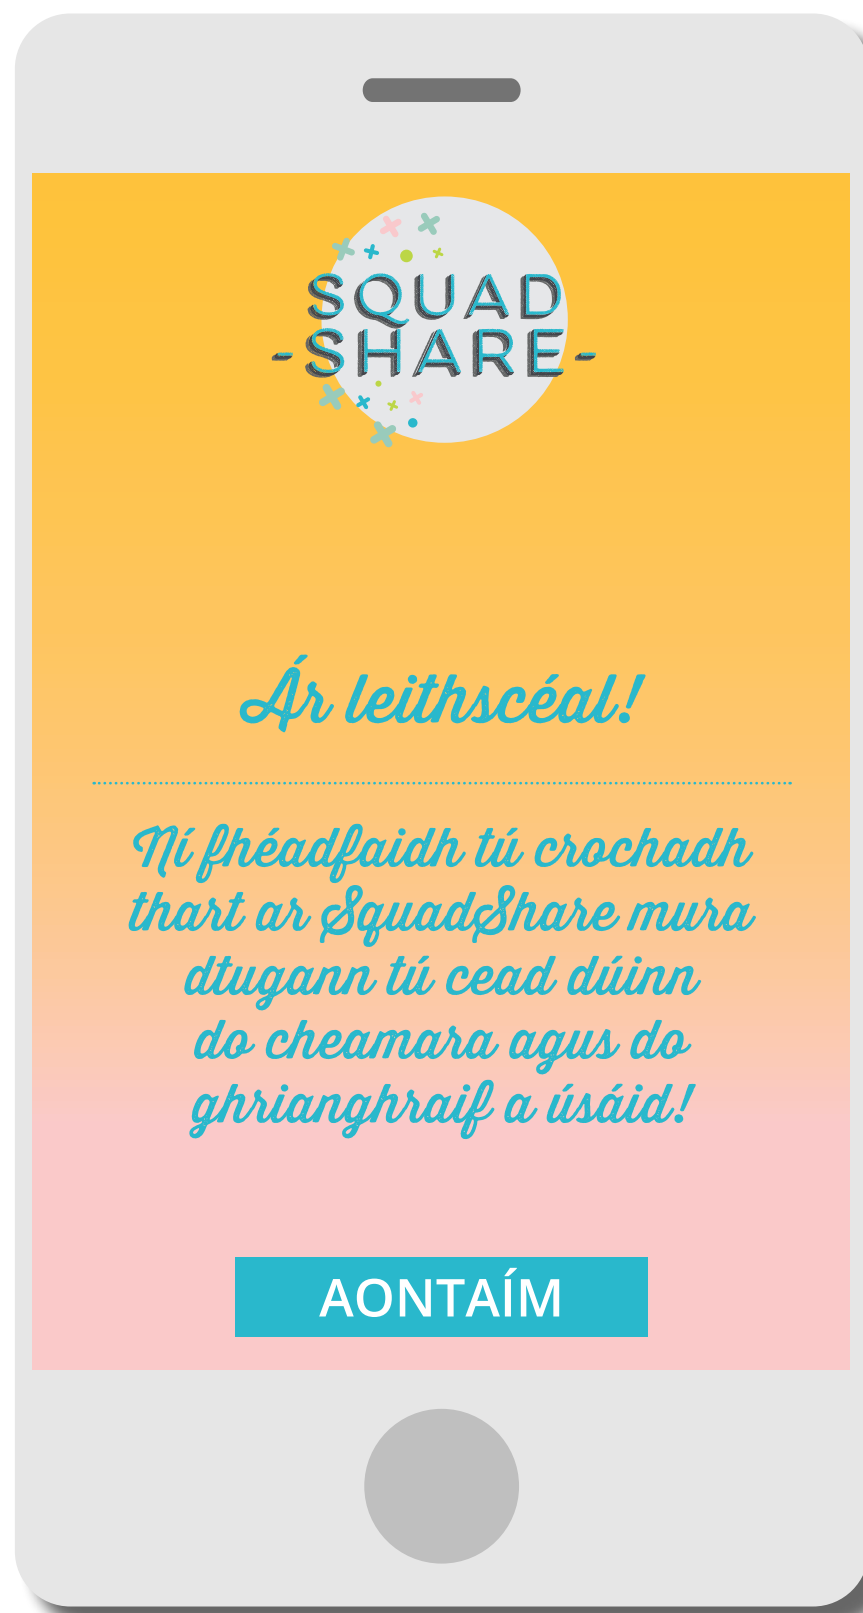 SQUAD
-SHARE-
Ár leithscéal!
Ní fhéadfaidh tú crochadh
thart ar SquadShare mura
dtugann tú cead dúinn
do cheamara agus do
ghrianghraif a úsáid!
AONTAÍM